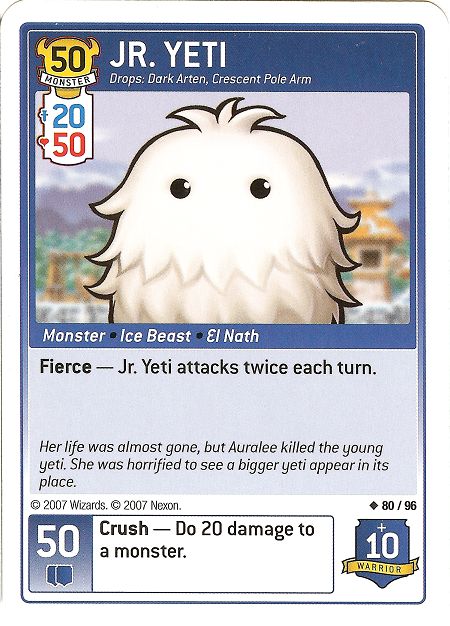 50
MONSTER
JR. YETI
Drops: Dark Arten, Crescent Pole Arm
20
50
Monster • Ice Beast • El Nath
Fierce — Jr. Yeti attacks twice each turn.
Her life was almost gone, but Auralee killed the young
yeti. She was horrified to see a bigger yeti appear in its
place.
© 2007 Wizards. © 2007 Nexon.
◆ 80 / 96
50
Crush — Do 20 damage to
a monster.
+
10
WARRIOR